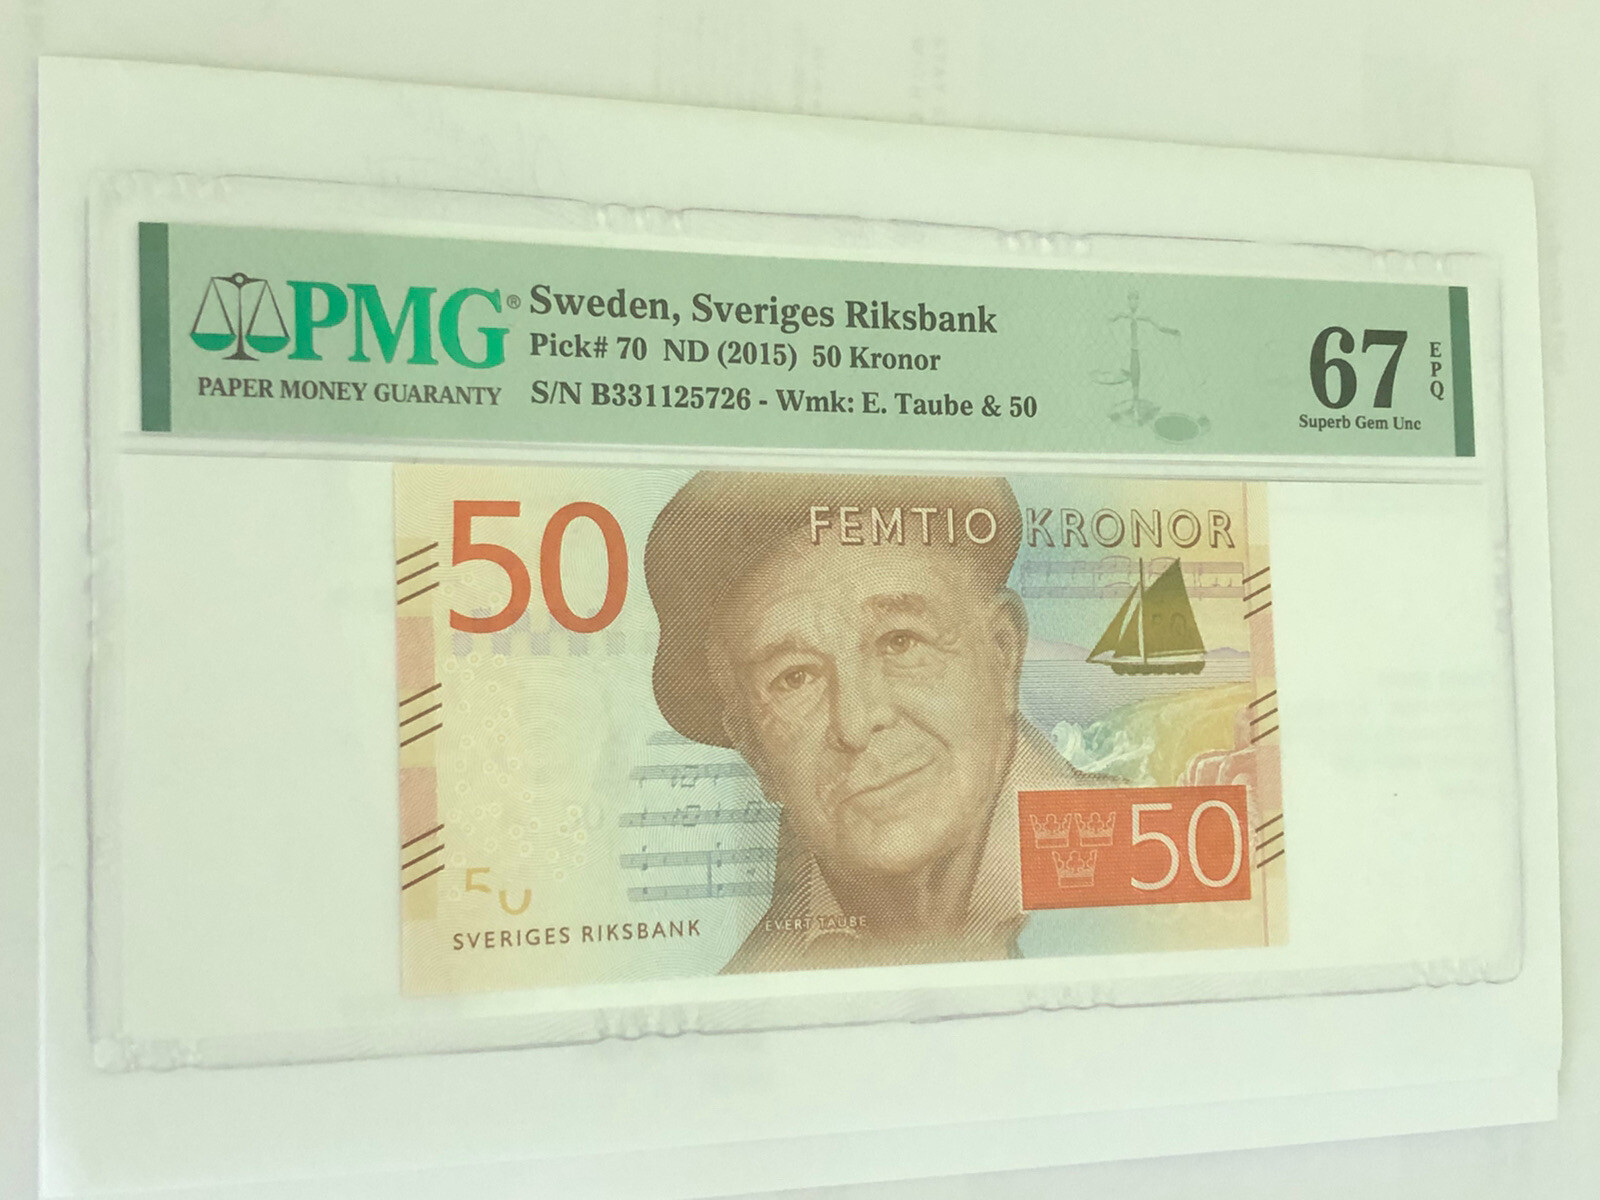 PMG®
PAPER MONEY GUARANTY
Sweden, Sveriges Riksbank
Pick# 70 ND (2015) 50 Kronor
S/N B331125726 - Wmk: E. Taube & 50
67
EPQ
Superb Gem Unc
50
FEMTIO KRONOR
50
50
SVERIGES RIKSBANK
EVERT TAUBE